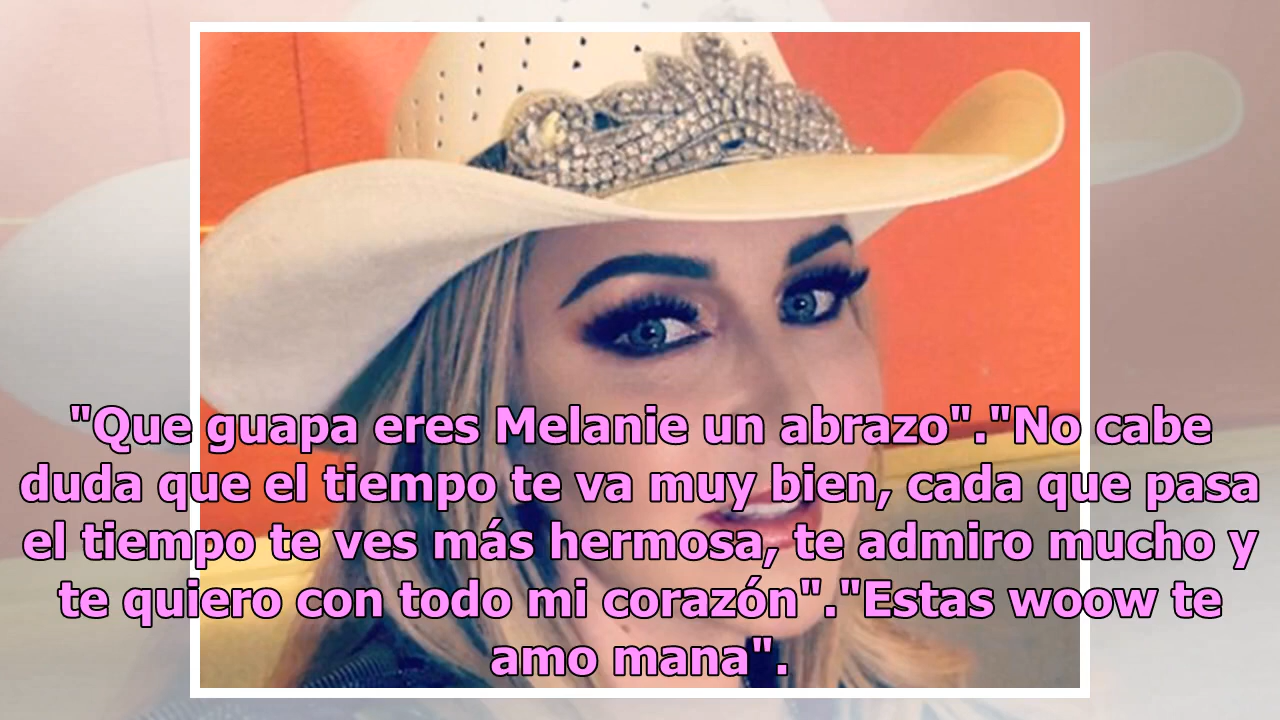 "Que guapa eres Melanie un abrazo"."No cabe
duda que el tiempo te va muy bien, cada que pasa
el tiempo te ves más hermosa, te admiro mucho y
te quiero con todo mi corazón"."Estas woow te
amo mana".